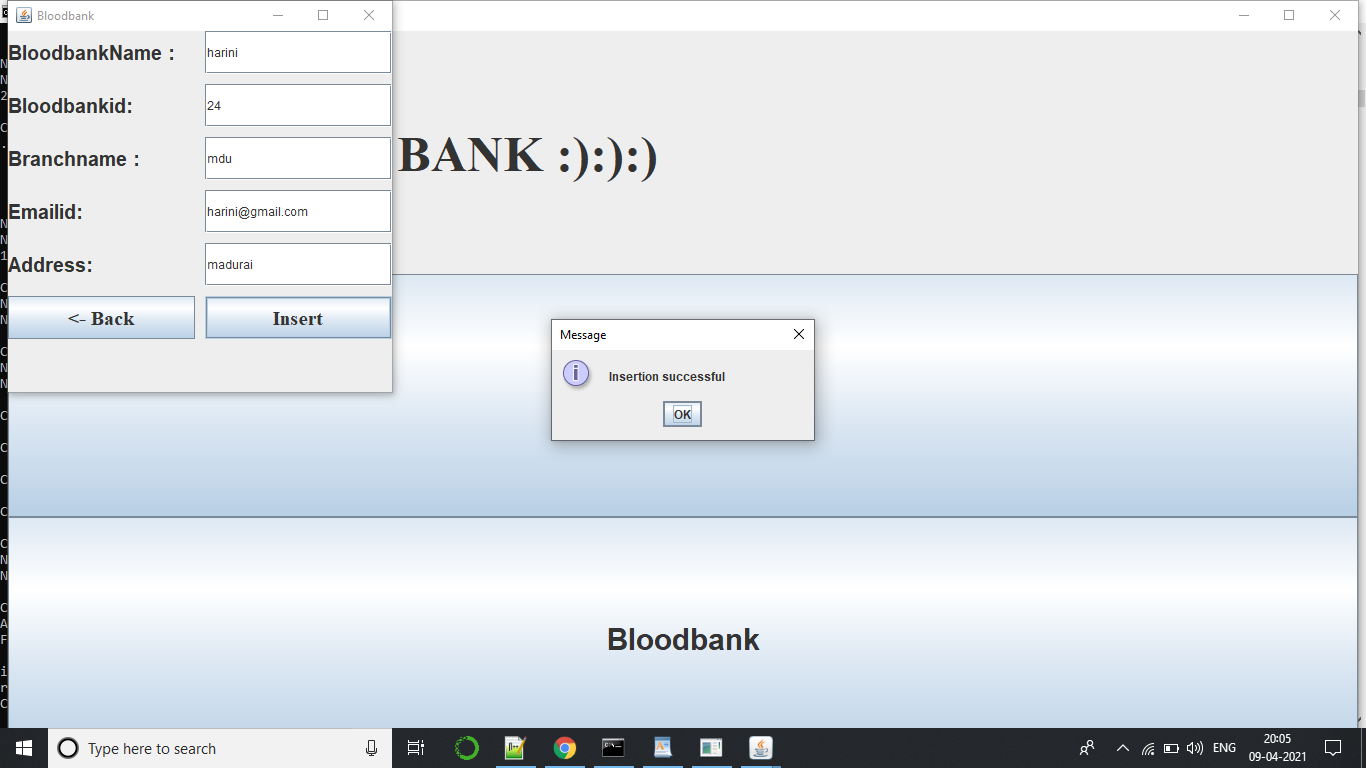 Bloodbank
BloodbankName :
harini
Bloodbankid:
24
Branchname :
mdu
Emailid:
harini@gmail.com
Address:
madurai
<- Back
Insert
BANK :):):)
Message
Insertion successful
OK
Bloodbank
Type here to search
ENG
20:05
09-04-2021